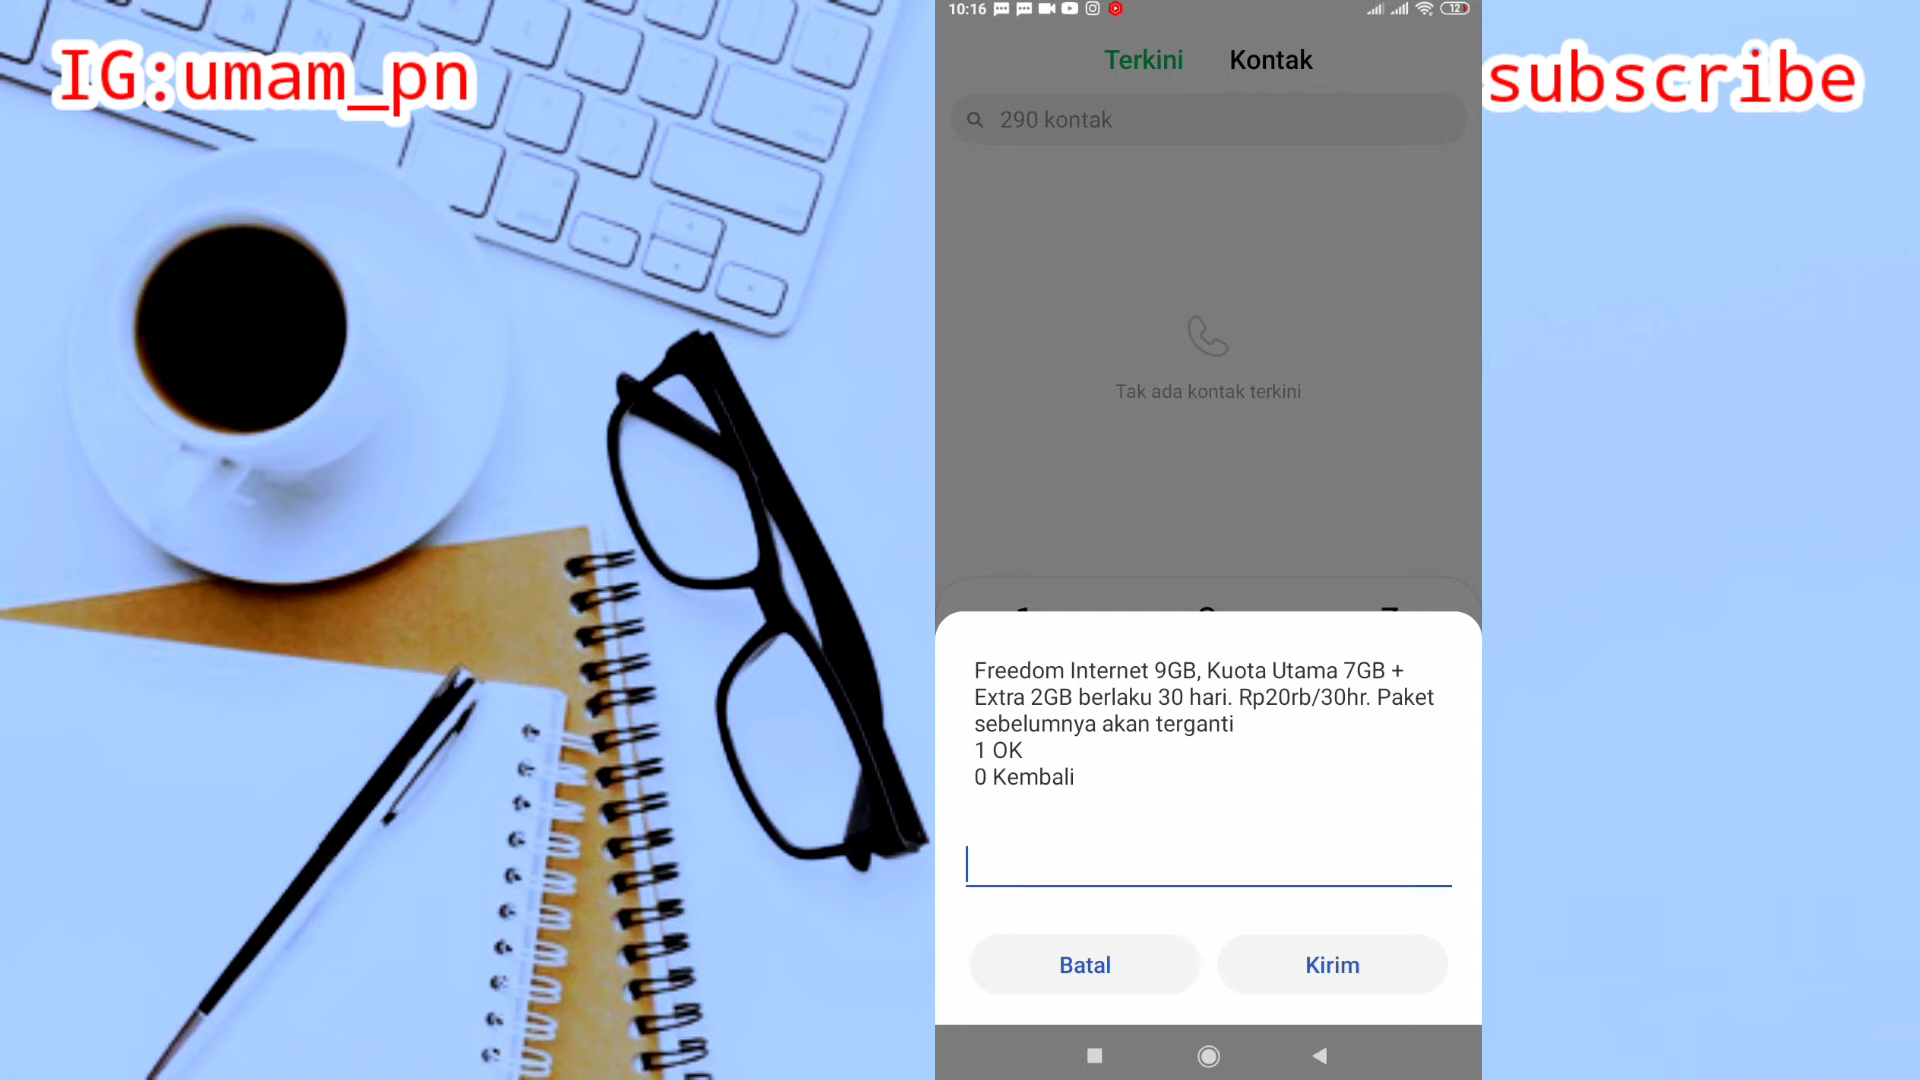 IG:umam_pn
subscribe
10:16
12
Terkini
Kontak
290 kontak
Tak ada kontak terkini
Freedom Internet 9GB, Kuota Utama 7GB +
Extra 2GB berlaku 30 hari. Rp20rb/30hr. Paket
sebelumnya akan terganti
1 OK
0 Kembali
Batal
Kirim